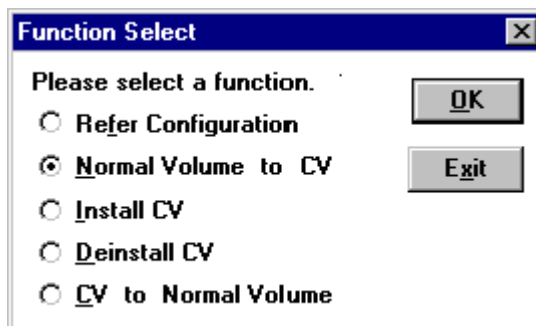 Function Select
Please select a function.
OK
Refer Configuration
Normal Volume to CV
Exit
Install CV
Deinstall CV
CV to Normal Volume